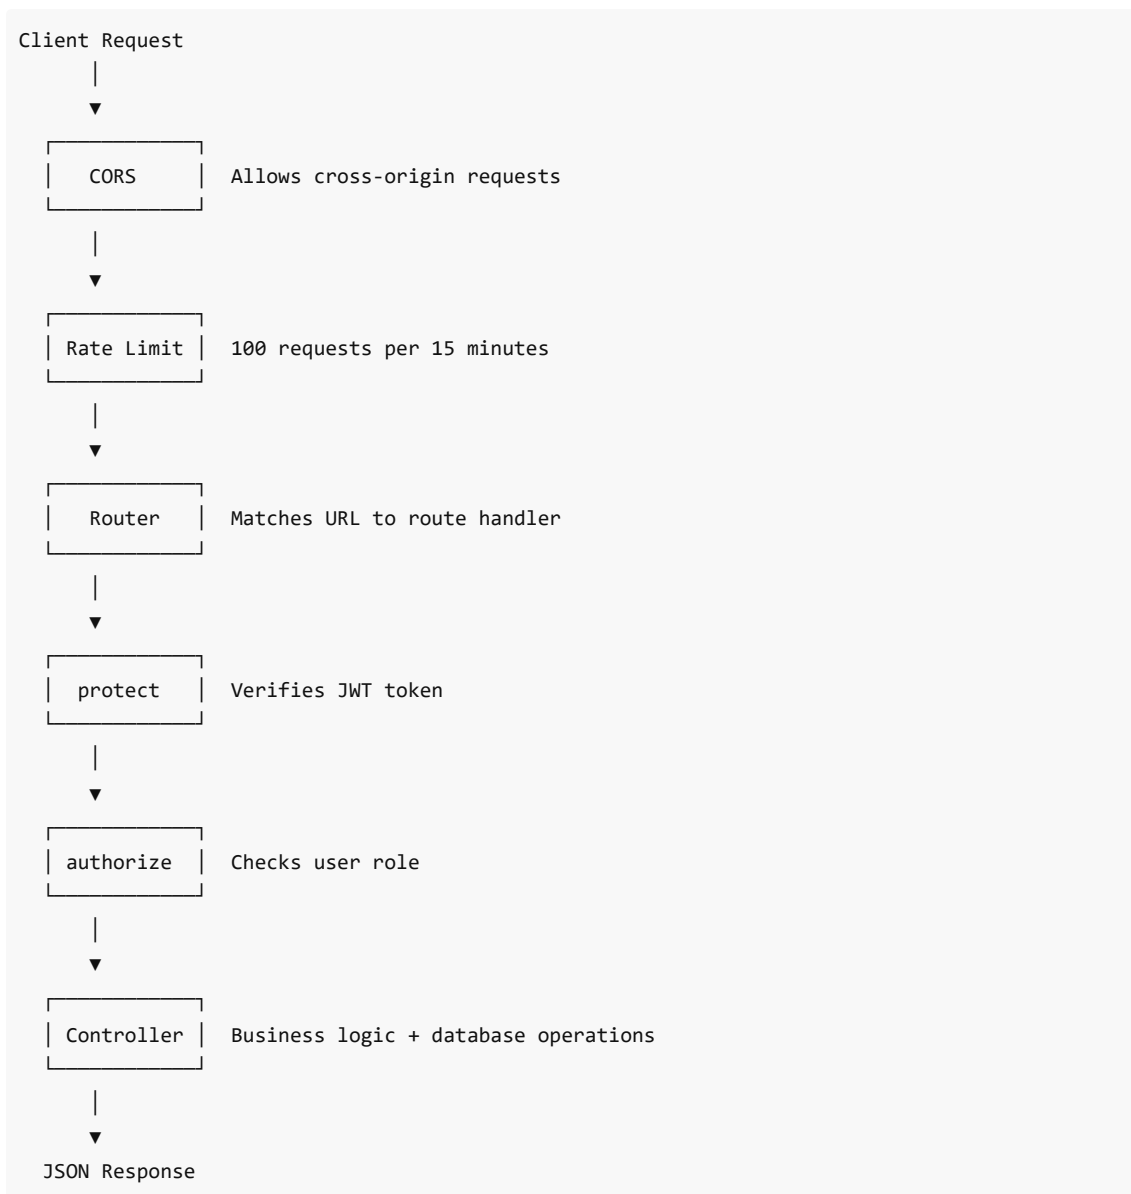 Client Request
CORS Allows cross-origin requests
Rate Limit 100 requests per 15 minutes
Router Matches URL to route handler
protect Verifies JWT token
authorize Checks user role
Controller Business logic + database operations
JSON Response